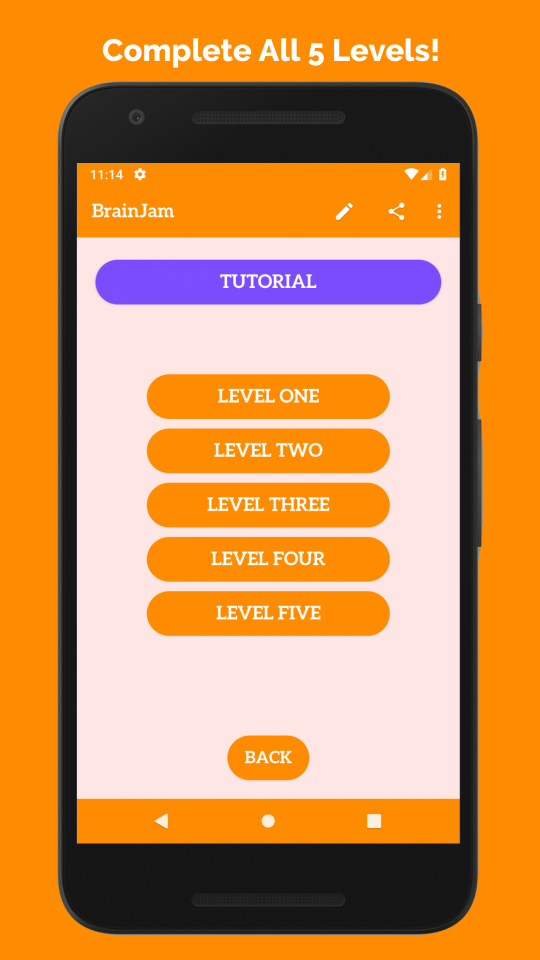 Complete All 5 Levels!
11:14
BrainJam
TUTORIAL
LEVEL ONE
LEVEL TWO
LEVEL THREE
LEVEL FOUR
LEVEL FIVE
BACK